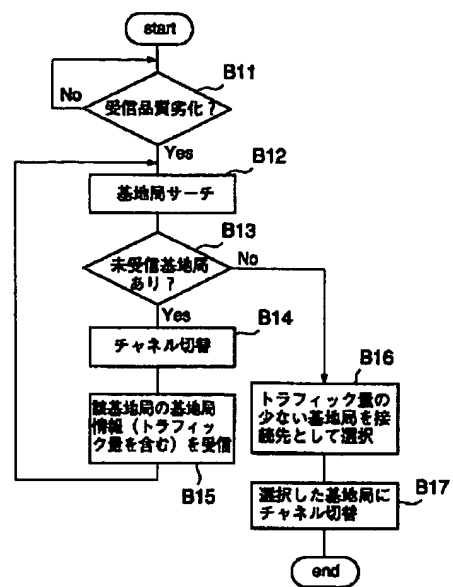 start
B11
No
受信品質劣化？
Yes
B12
基地局サーチ
B13
未受信基地局
あり？
No
Yes
B14
チャネル切替
該基地局の基地局
情報（トラフィッ
ク量を含む）を受信
B15
B16
トラフィック量の
少ない基地局を接
続先として選択
B17
選択した基地局に
チャネル切替
end